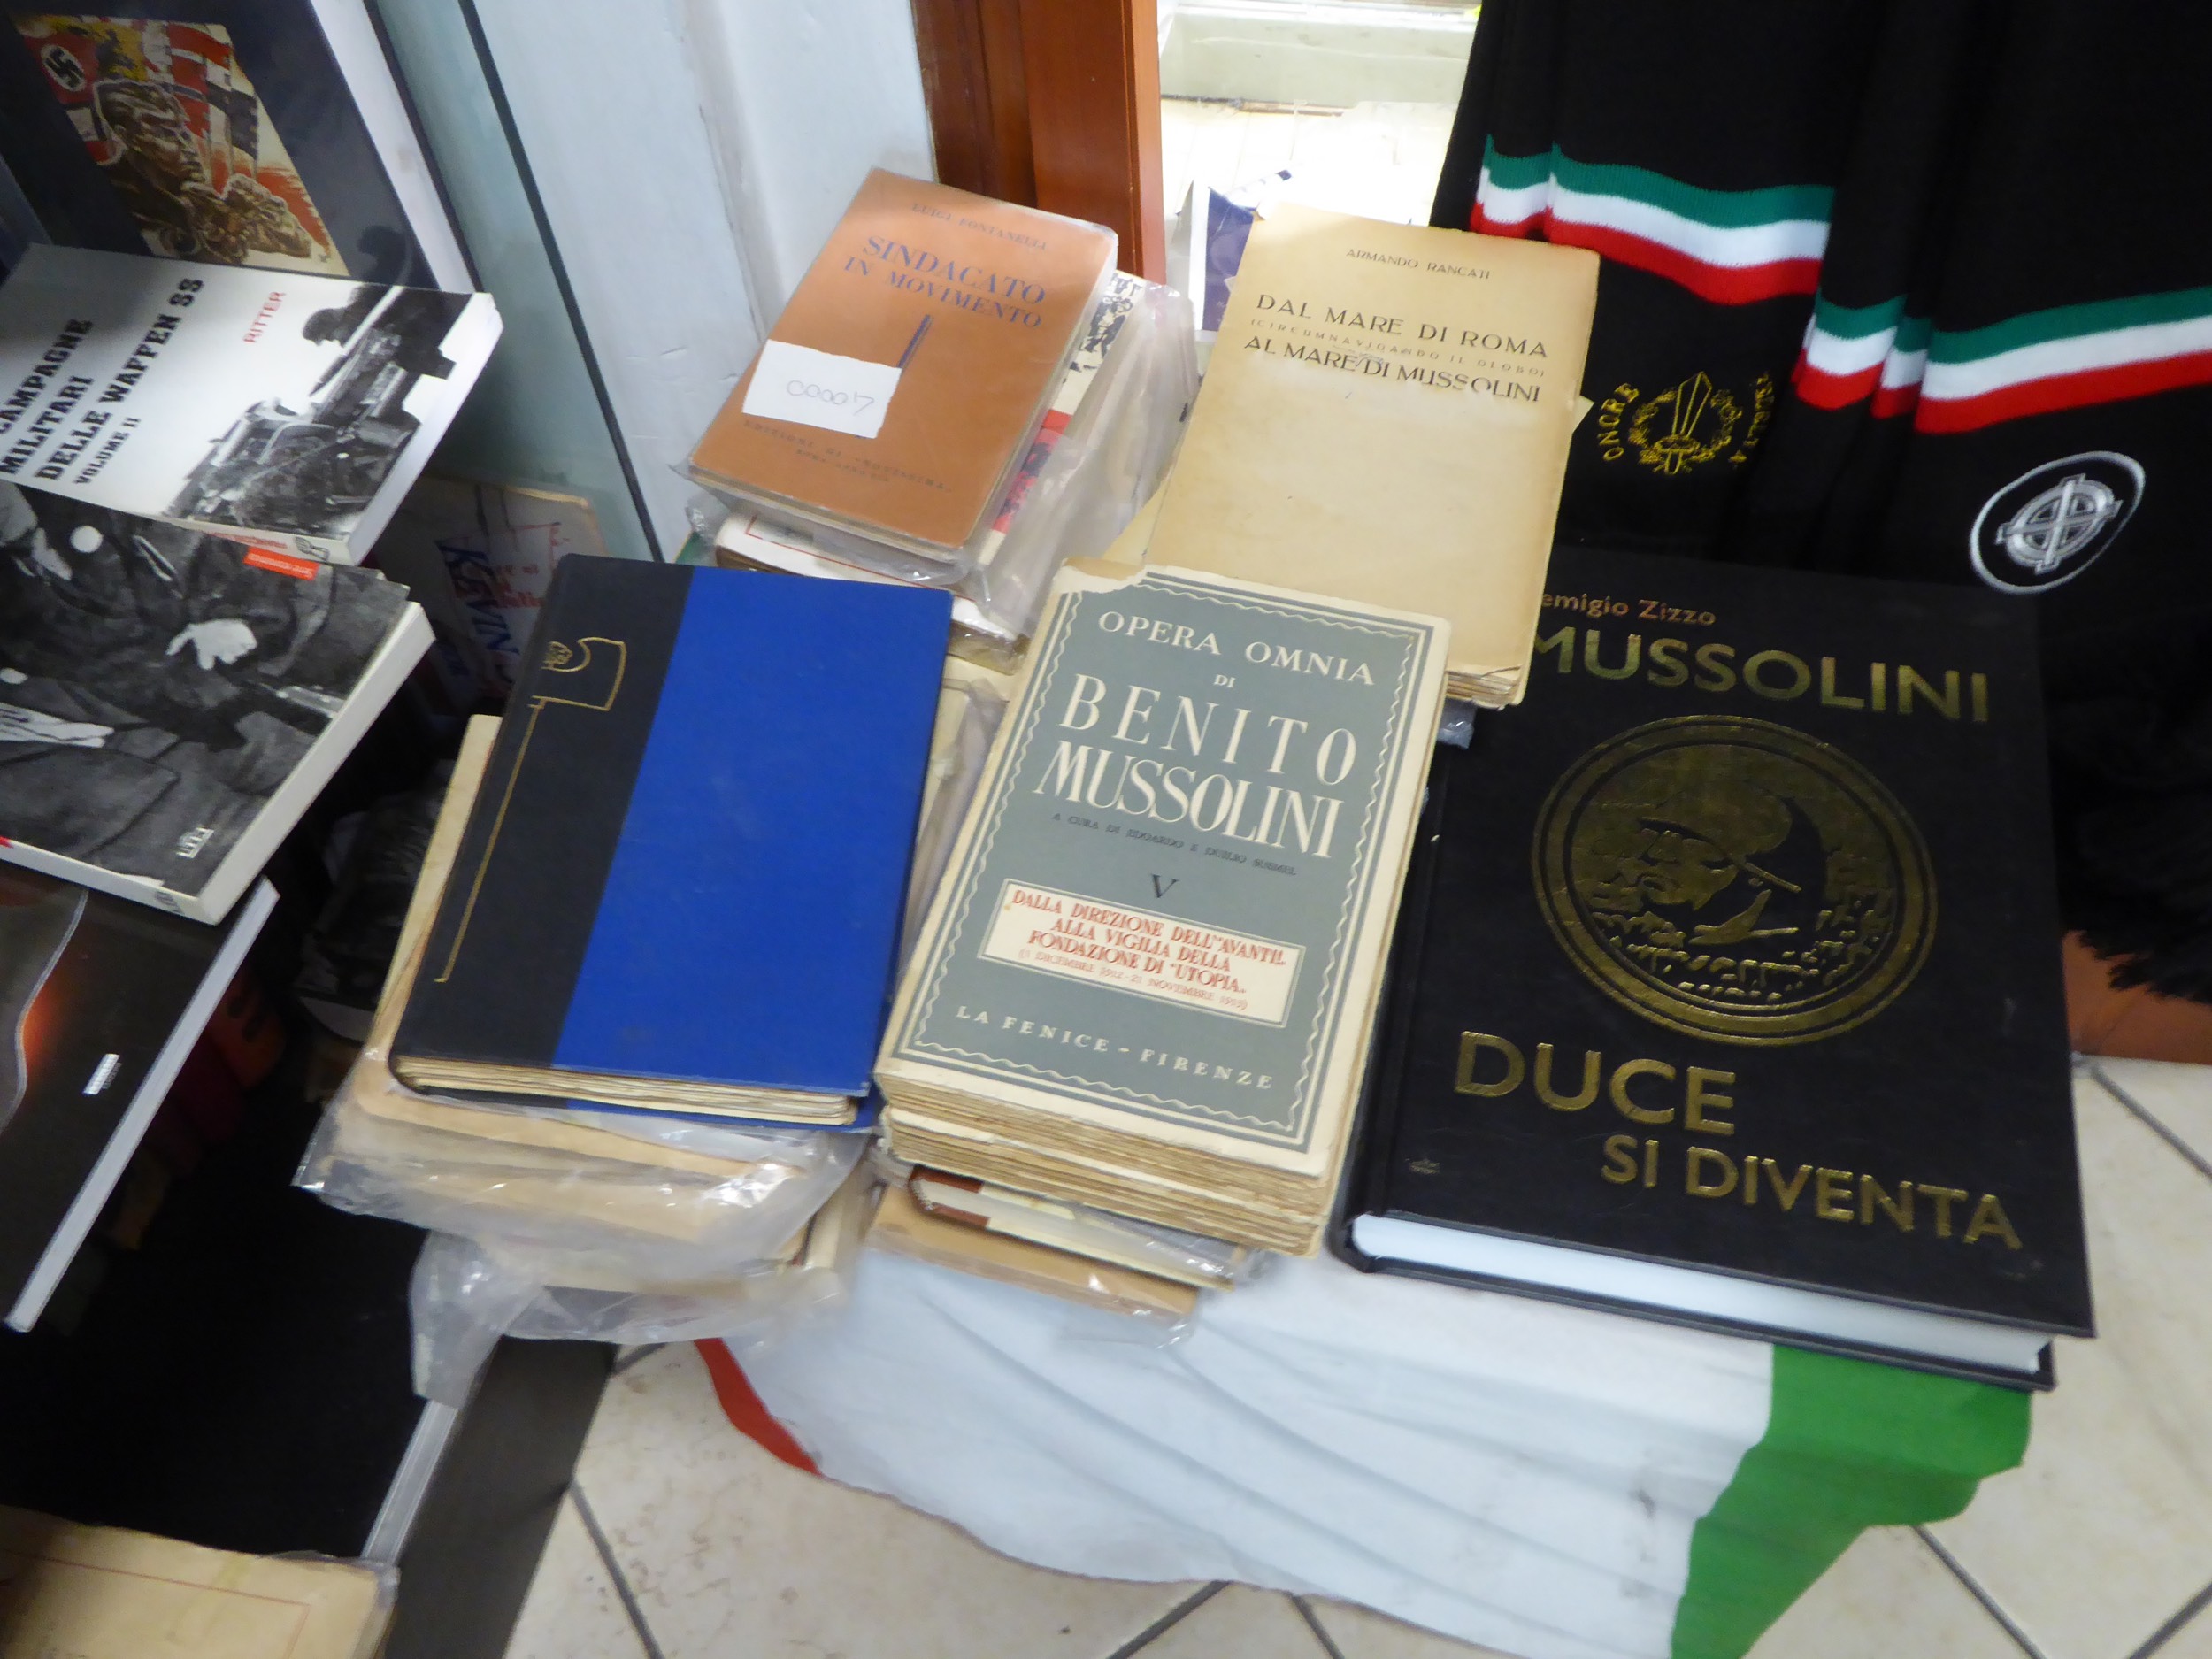 CAMPAGNE
MILITARI
DELLE WAFFEN SS
VOLUME II
RITTER
LUIGI FONTANELLI
SINDACATO
IN MOVIMENTO
C0007
ARMANDO RANCATI
DAL MARE DI ROMA
(CIRCUMNAVIGANDO IL GLOBO)
AL MARE DI MUSSOLINI
ONORE
OPERA OMNIA
DI
BENITO
MUSSOLINI
A CURA DI EDOARDO E DUILIO SUSMEL
V
DALLA DIREZIONE DELL'"AVANTI!"
ALLA VIGILIA DELLA
FONDAZIONE DI "UTOPIA"
LA FENICE - FIRENZE
emigio Zizzo
MUSSOLINI
DUCE
SI DIVENTA